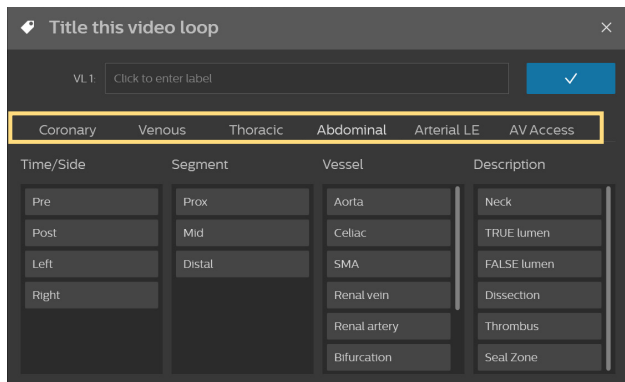 Title this video loop
VL 1: Click to enter label
Coronary Venous Thoracic Abdominal Arterial LE AV Access
Time/Side Segment Vessel Description
Pre Prox Aorta Neck
Post Mid Celiac TRUE lumen
Left Distal SMA FALSE lumen
Right Renal vein Dissection
Renal artery Thrombus
Bifurcation Seal Zone